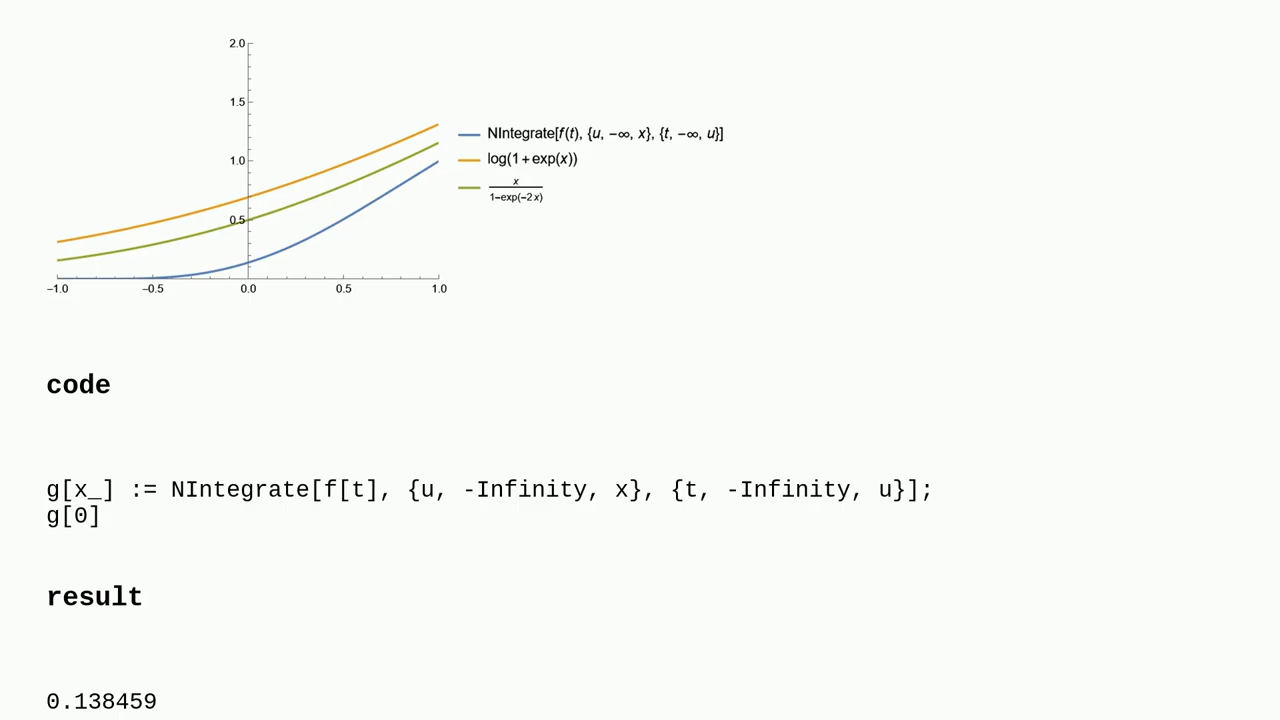 2.0
1.5
1.0
0.5
−1.0 −0.5 0.0 0.5 1.0
NIntegrate[f(t), {u, −∞, x}, {t, −∞, u}]
log(1+exp(x))
x
1−exp(−2 x)
code
g[x_] := NIntegrate[f[t], {u, -Infinity, x}, {t, -Infinity, u}];
g[0]
result
0.138459